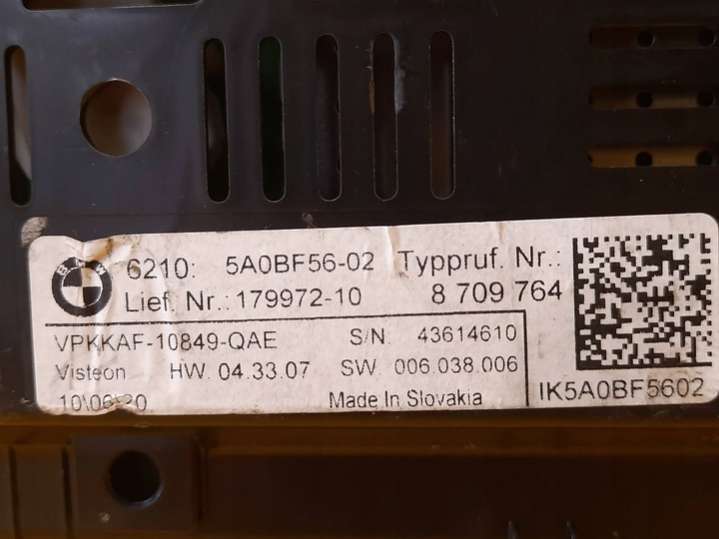 BMW
6210: 5A0BF56-02 Typpruf. Nr.:
Lief. Nr.:179972-10 8 709 764
VPKKAF-10849-QAE S/N: 43614610
Visteon HW. 04.33.07 SW. 006.038.006
Made In Slovakia
IK5A0BF5602